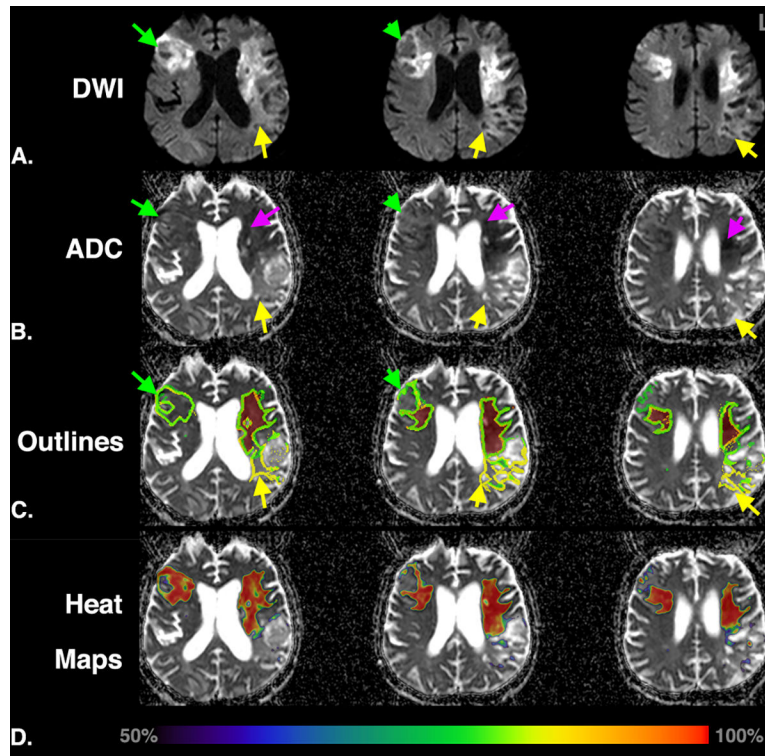 L
DWI
A.
ADC
B.
Outlines
C.
Heat
Maps
D.
50%
100%